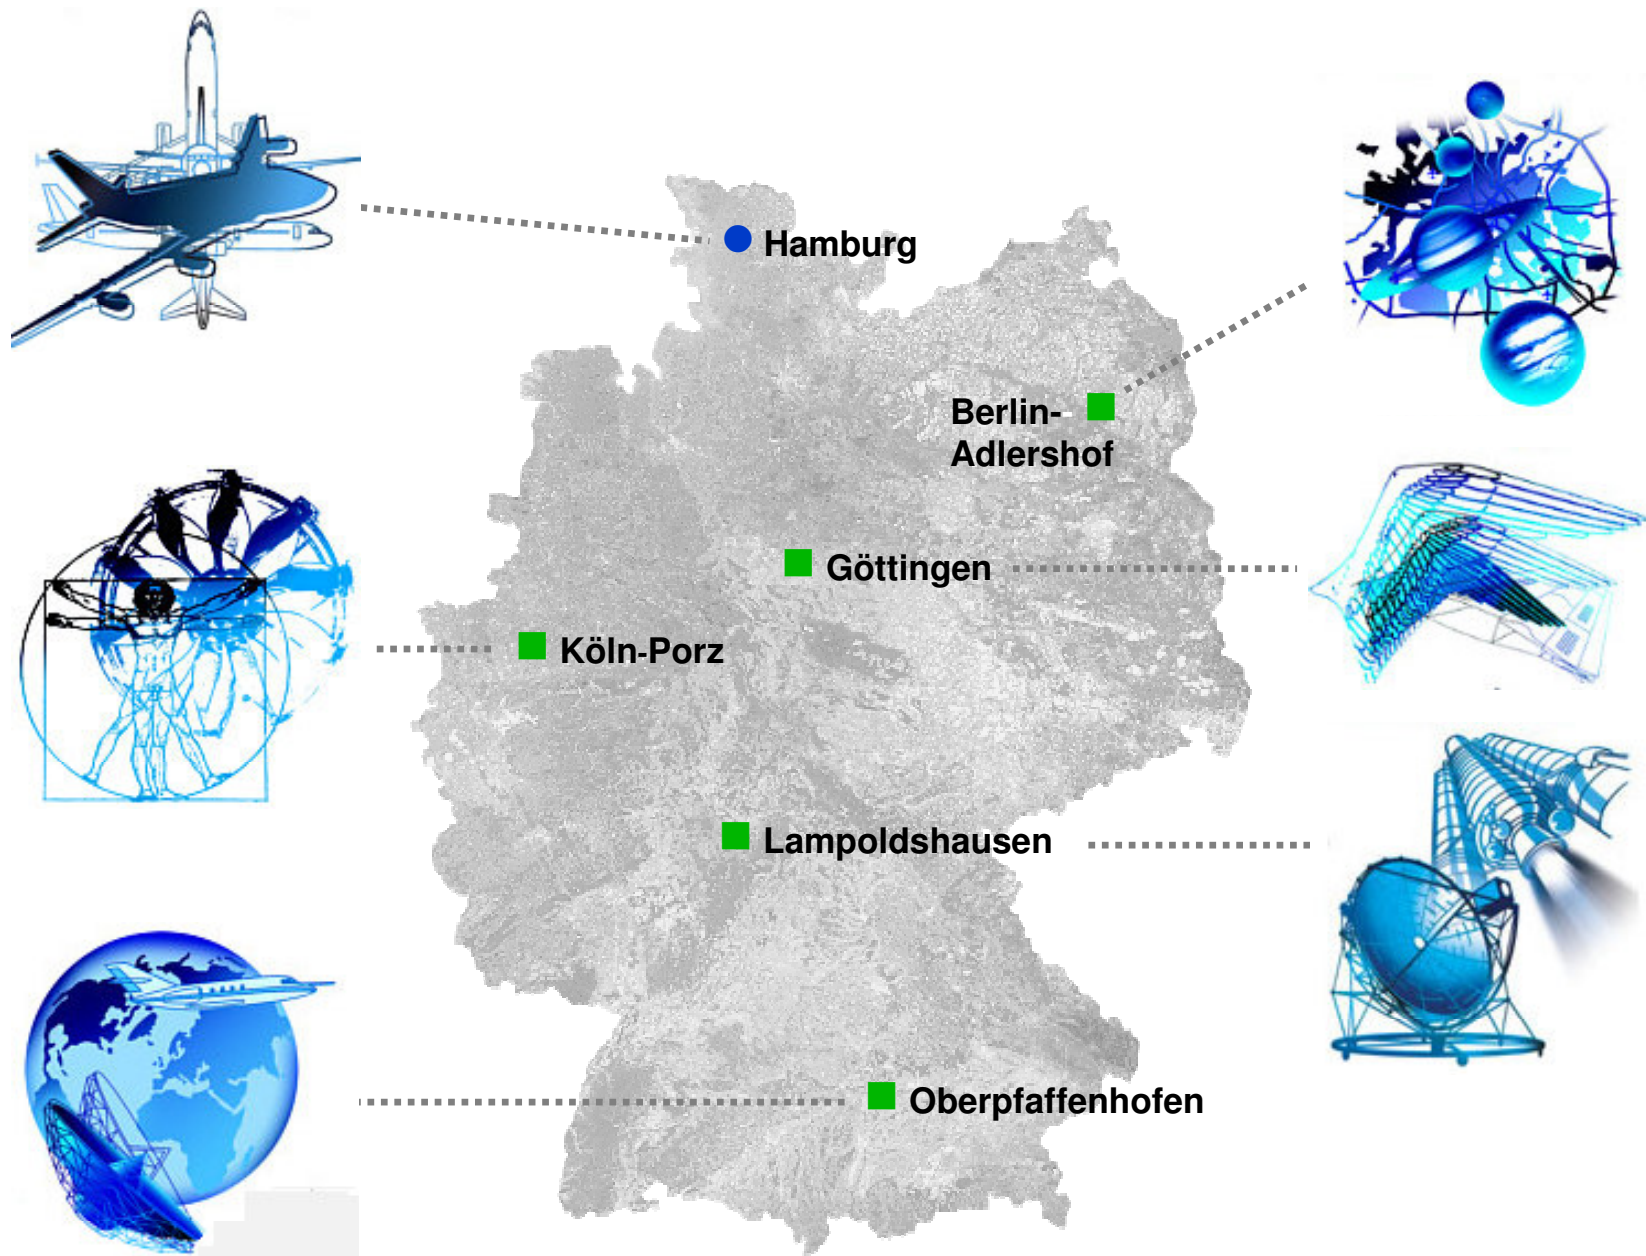 Hamburg
Berlin-
Adlershof
Göttingen
Köln-Porz
Lampoldshausen
Oberpfaffenhofen